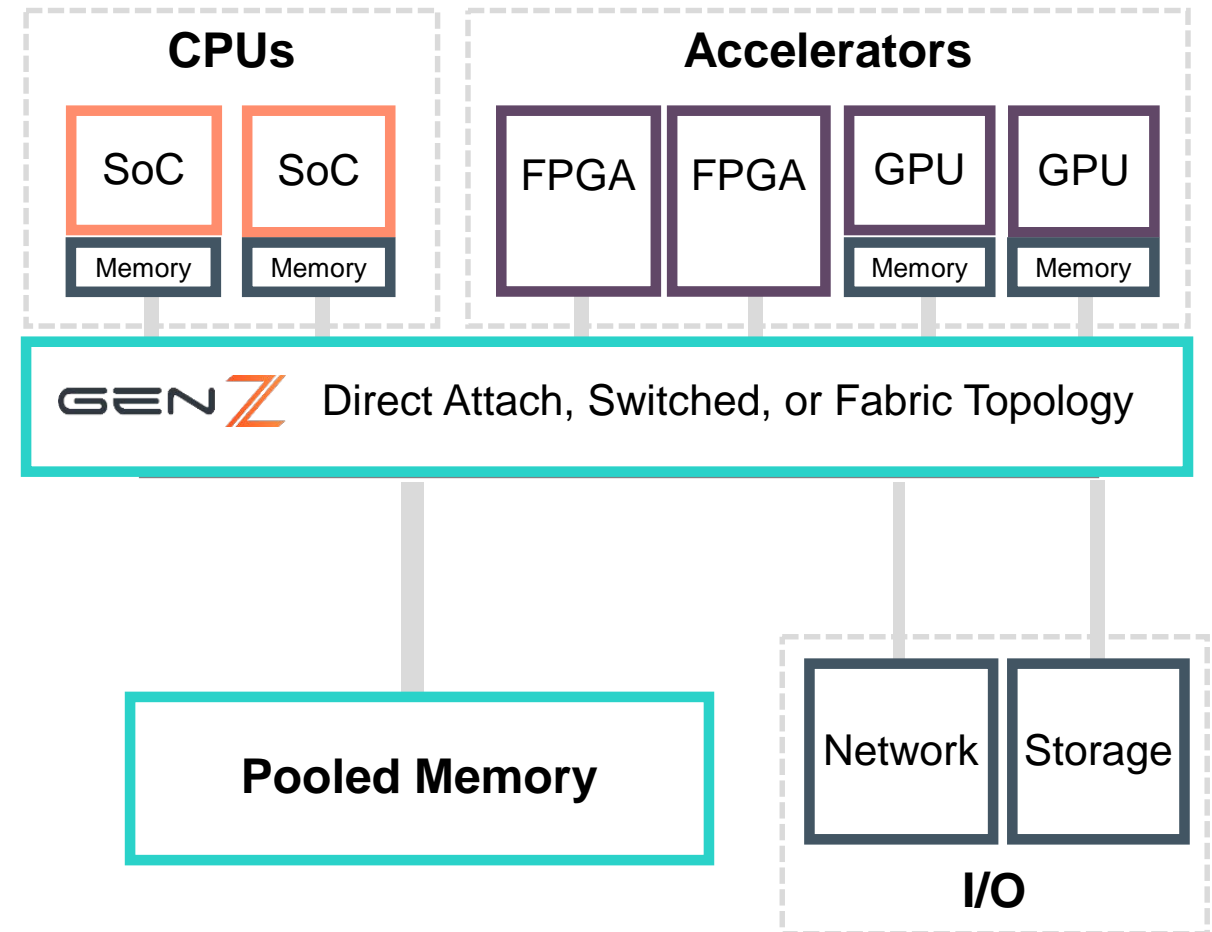 CPUs
Accelerators
SoC
SoC
FPGA
FPGA
GPU
GPU
Memory
Memory
Memory
Memory
GENZ Direct Attach, Switched, or Fabric Topology
Pooled Memory
Network
Storage
I/O